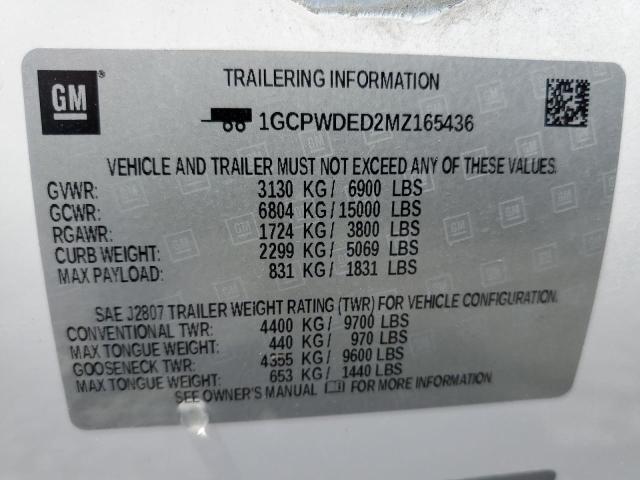 GM ®
TRAILERING INFORMATION
1GCPWDED2MZ165436
VEHICLE AND TRAILER MUST NOT EXCEED ANY OF THESE VALUES.
GVWR: 3130 KG / 6900 LBS
GCWR: 6804 KG / 15000 LBS
RGAWR: 1724 KG / 3800 LBS
CURB WEIGHT: 2299 KG / 5069 LBS
MAX PAYLOAD: 831 KG / 1831 LBS
SAE J2807 TRAILER WEIGHT RATING (TWR) FOR VEHICLE CONFIGURATION.
CONVENTIONAL TWR: 4400 KG / 9700 LBS
MAX TONGUE WEIGHT: 440 KG / 970 LBS
GOOSENECK TWR: 4355 KG / 9600 LBS
MAX TONGUE WEIGHT: 653 KG / 1440 LBS
SEE OWNER'S MANUAL FOR MORE INFORMATION